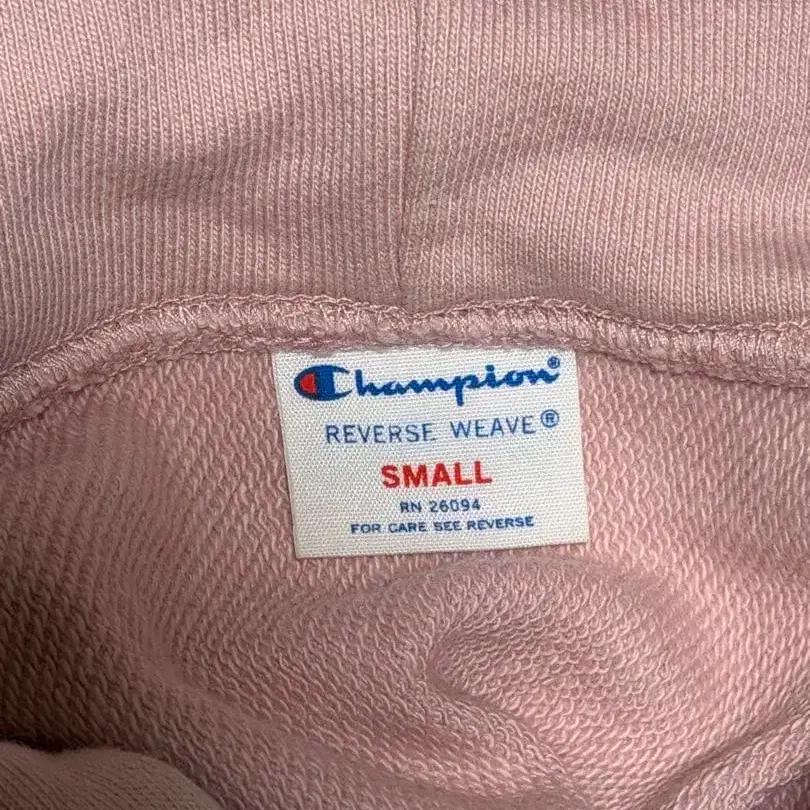 Champion®
REVERSE WEAVE®
SMALL
RN 26094
FOR CARE SEE REVERSE